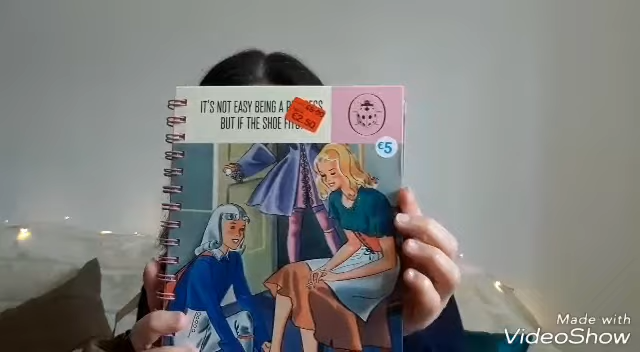 IT'S NOT EASY BEING A
BUT IF THE SHOE
€2.50
€5
Made with
VideoShow